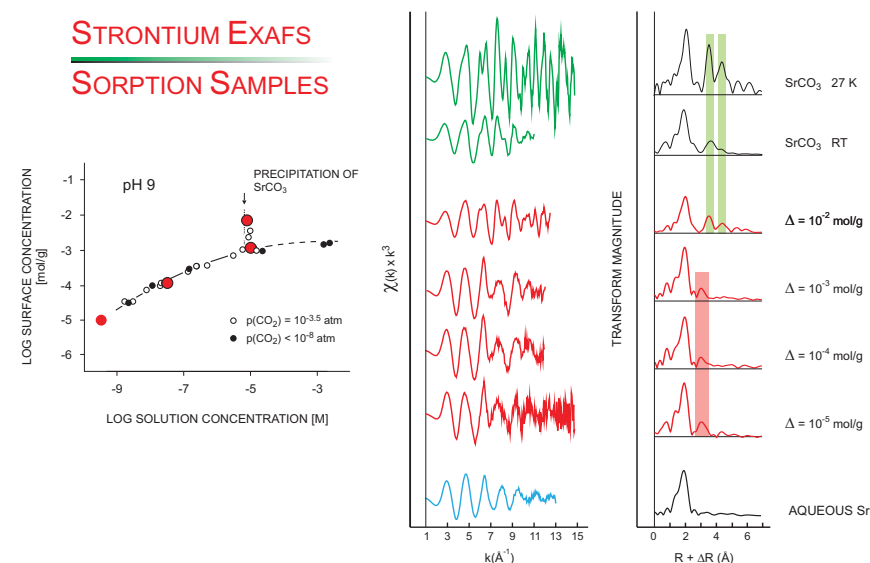 STRONTIUM EXAFS
SORPTION SAMPLES
PRECIPITATION OF
SrCO₃
pH 9
LOG SURFACE CONCENTRATION
[mol/g]
-1
-2
-3
-4
-5
-6
p(CO₂) = 10⁻³·⁵ atm
p(CO₂) < 10⁻⁸ atm
-9
-7
-5
-3
LOG SOLUTION CONCENTRATION [M]
χ(k) x k³
1 3 5 7 9 11 13 15
k(Å⁻¹)
TRANSFORM MAGNITUDE
SrCO₃ 27 K
SrCO₃ RT
Δ = 10⁻² mol/g
Δ = 10⁻³ mol/g
Δ = 10⁻⁴ mol/g
Δ = 10⁻⁵ mol/g
AQUEOUS Sr
0 2 4 6
R + ΔR (Å)